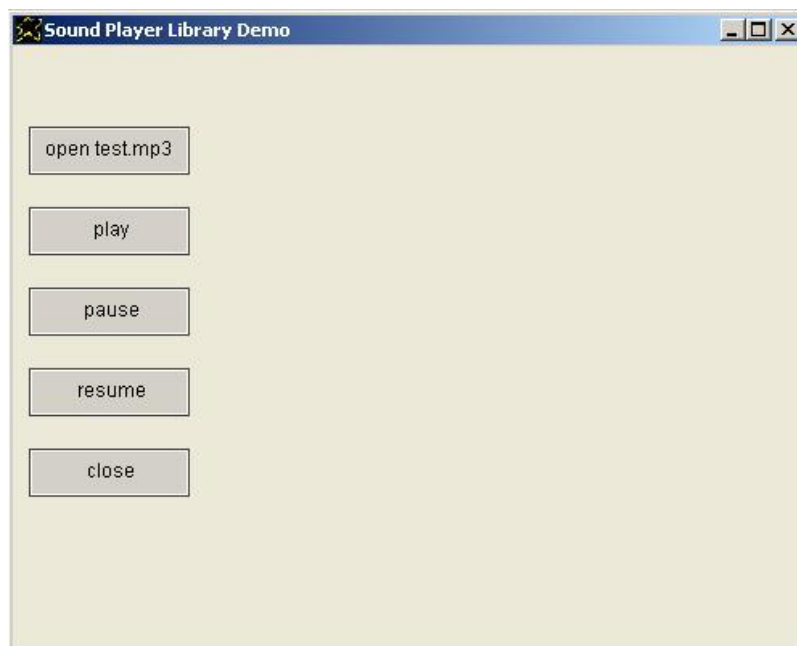 Sound Player Library Demo
open test.mp3
play
pause
resume
close